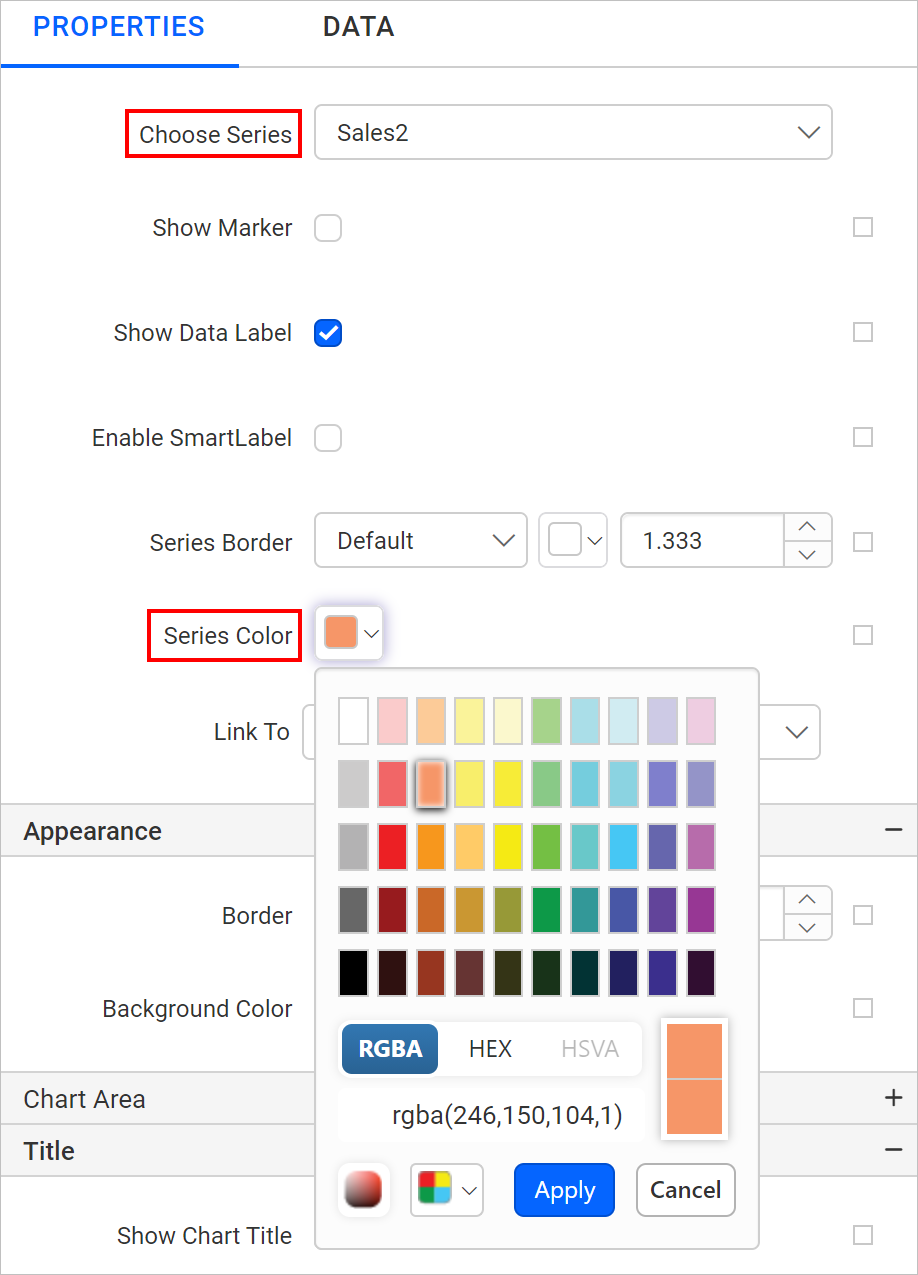 PROPERTIES DATA
Choose Series Sales2
Show Marker
Show Data Label
Enable SmartLabel
Series Border Default 1.333
Series Color
Link To
Appearance
Border
Background Color
RGBA HEX HSVA
Chart Area
rgba(246,150,104,1)
Title
Apply Cancel
Show Chart Title